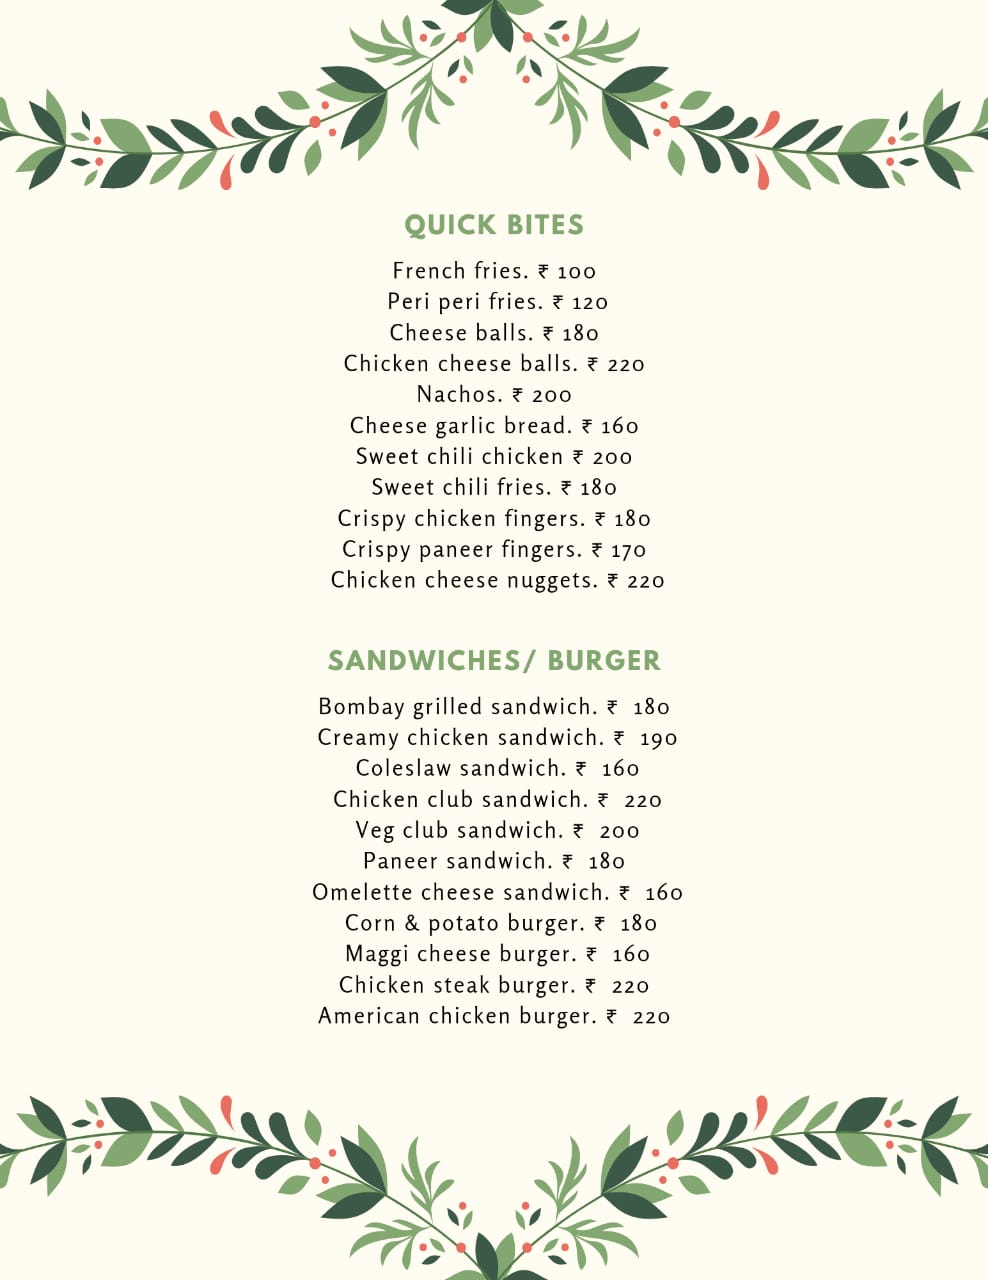 QUICK BITES
French fries. ₹ 100
Peri peri fries. ₹ 120
Cheese balls. ₹ 180
Chicken cheese balls. ₹ 220
Nachos. ₹ 200
Cheese garlic bread. ₹ 160
Sweet chili chicken ₹ 200
Sweet chili fries. ₹ 180
Crispy chicken fingers. ₹ 180
Crispy paneer fingers. ₹ 170
Chicken cheese nuggets. ₹ 220
SANDWICHES/ BURGER
Bombay grilled sandwich. ₹ 180
Creamy chicken sandwich. ₹ 190
Coleslaw sandwich. ₹ 160
Chicken club sandwich. ₹ 220
Veg club sandwich. ₹ 200
Paneer sandwich. ₹ 180
Omelette cheese sandwich. ₹ 160
Corn & potato burger. ₹ 180
Maggi cheese burger. ₹ 160
Chicken steak burger. ₹ 220
American chicken burger. ₹ 220